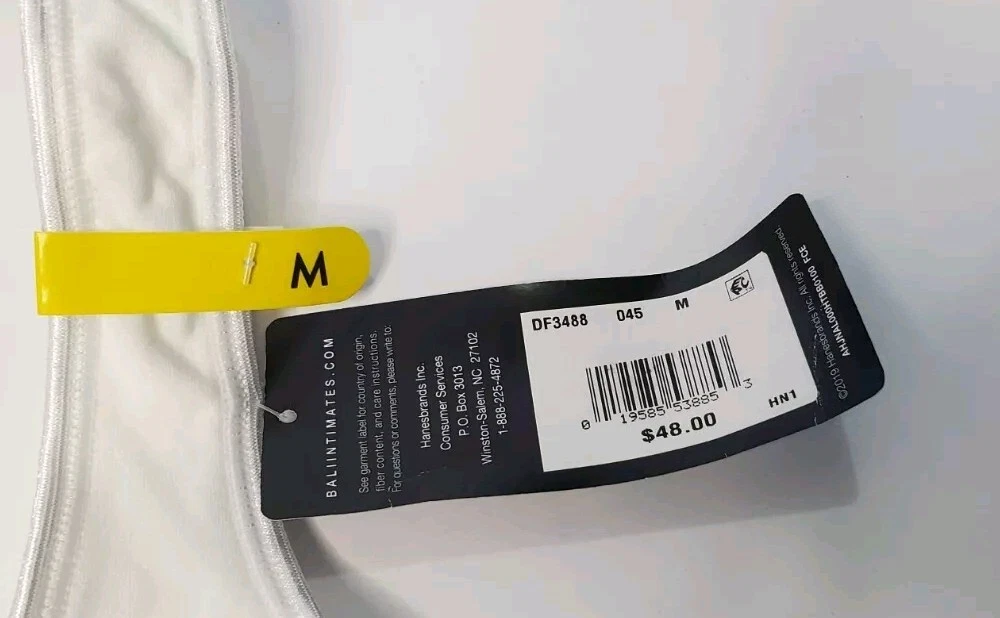 M
BALIINTIMATES.COM
See garment label for country of origin,
fiber content, and care instructions.
For questions or comments, please write to:
Hanesbrands Inc.
Consumer Services
P.O. Box 3013
Winston-Salem, NC 27102
1-888-225-4872
DF3488 045 M
0 19585 53885 3
$48.00
HN1
©2019 Hanesbrands Inc. All rights reserved.
AHJNAL000HTBB0100 FCE